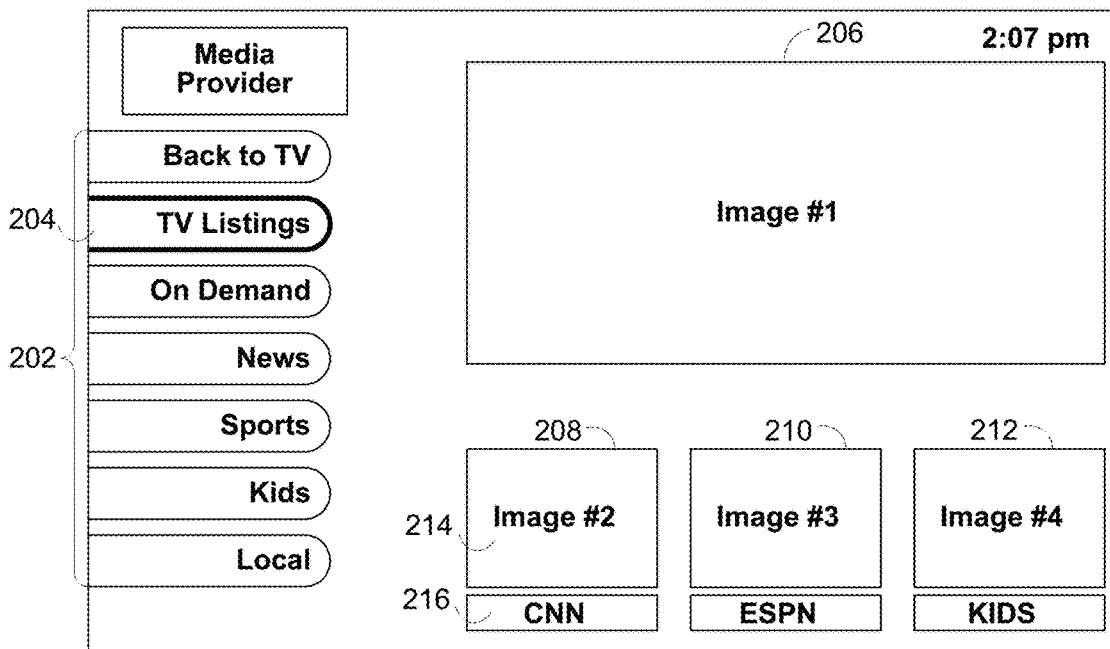 206
2:07 pm
Media
Provider
Back to TV
204
TV Listings
Image #1
On Demand
202
News
Sports
208
210
212
Kids
214
Image #2
Image #3
Image #4
Local
216
CNN
ESPN
KIDS